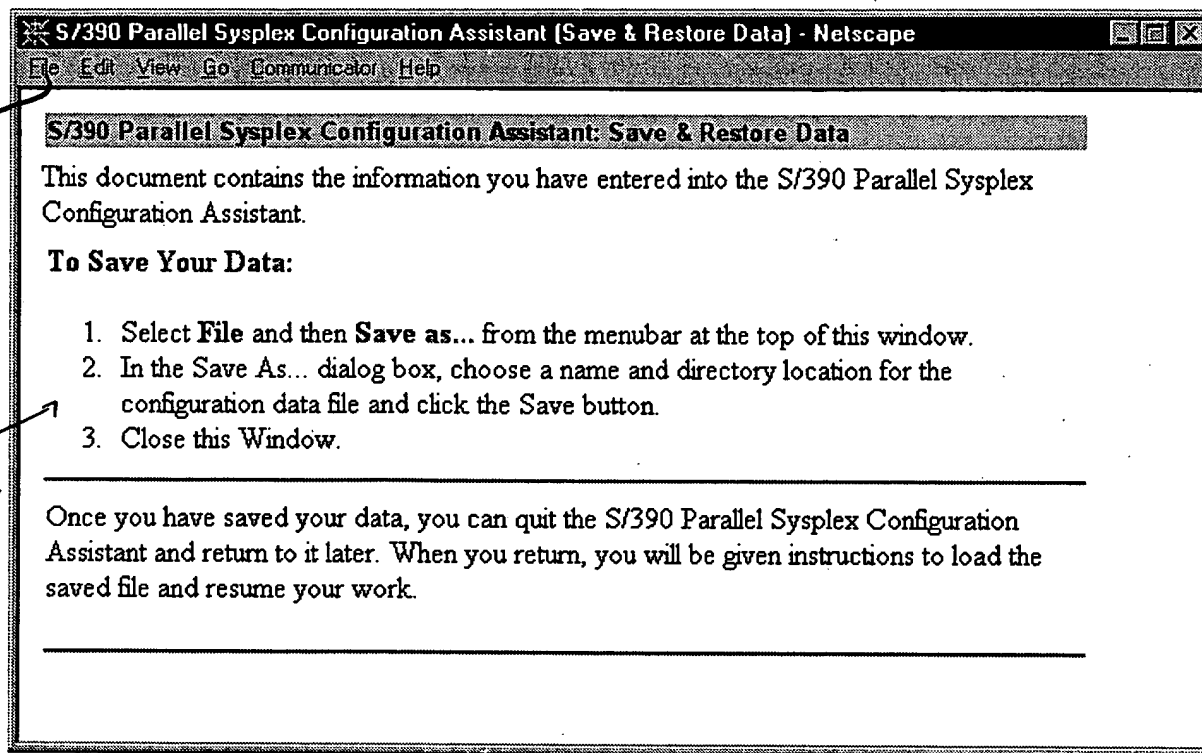 S/390 Parallel Sysplex Configuration Assistant (Save & Restore Data) - Netscape
File Edit View Go Communicator Help
S/390 Parallel Sysplex Configuration Assistant: Save & Restore Data
This document contains the information you have entered into the S/390 Parallel Sysplex
Configuration Assistant.
To Save Your Data:
1. Select File and then Save as... from the menubar at the top of this window.
2. In the Save As... dialog box, choose a name and directory location for the
configuration data file and click the Save button.
3. Close this Window.
Once you have saved your data, you can quit the S/390 Parallel Sysplex Configuration
Assistant and return to it later. When you return, you will be given instructions to load the
saved file and resume your work.